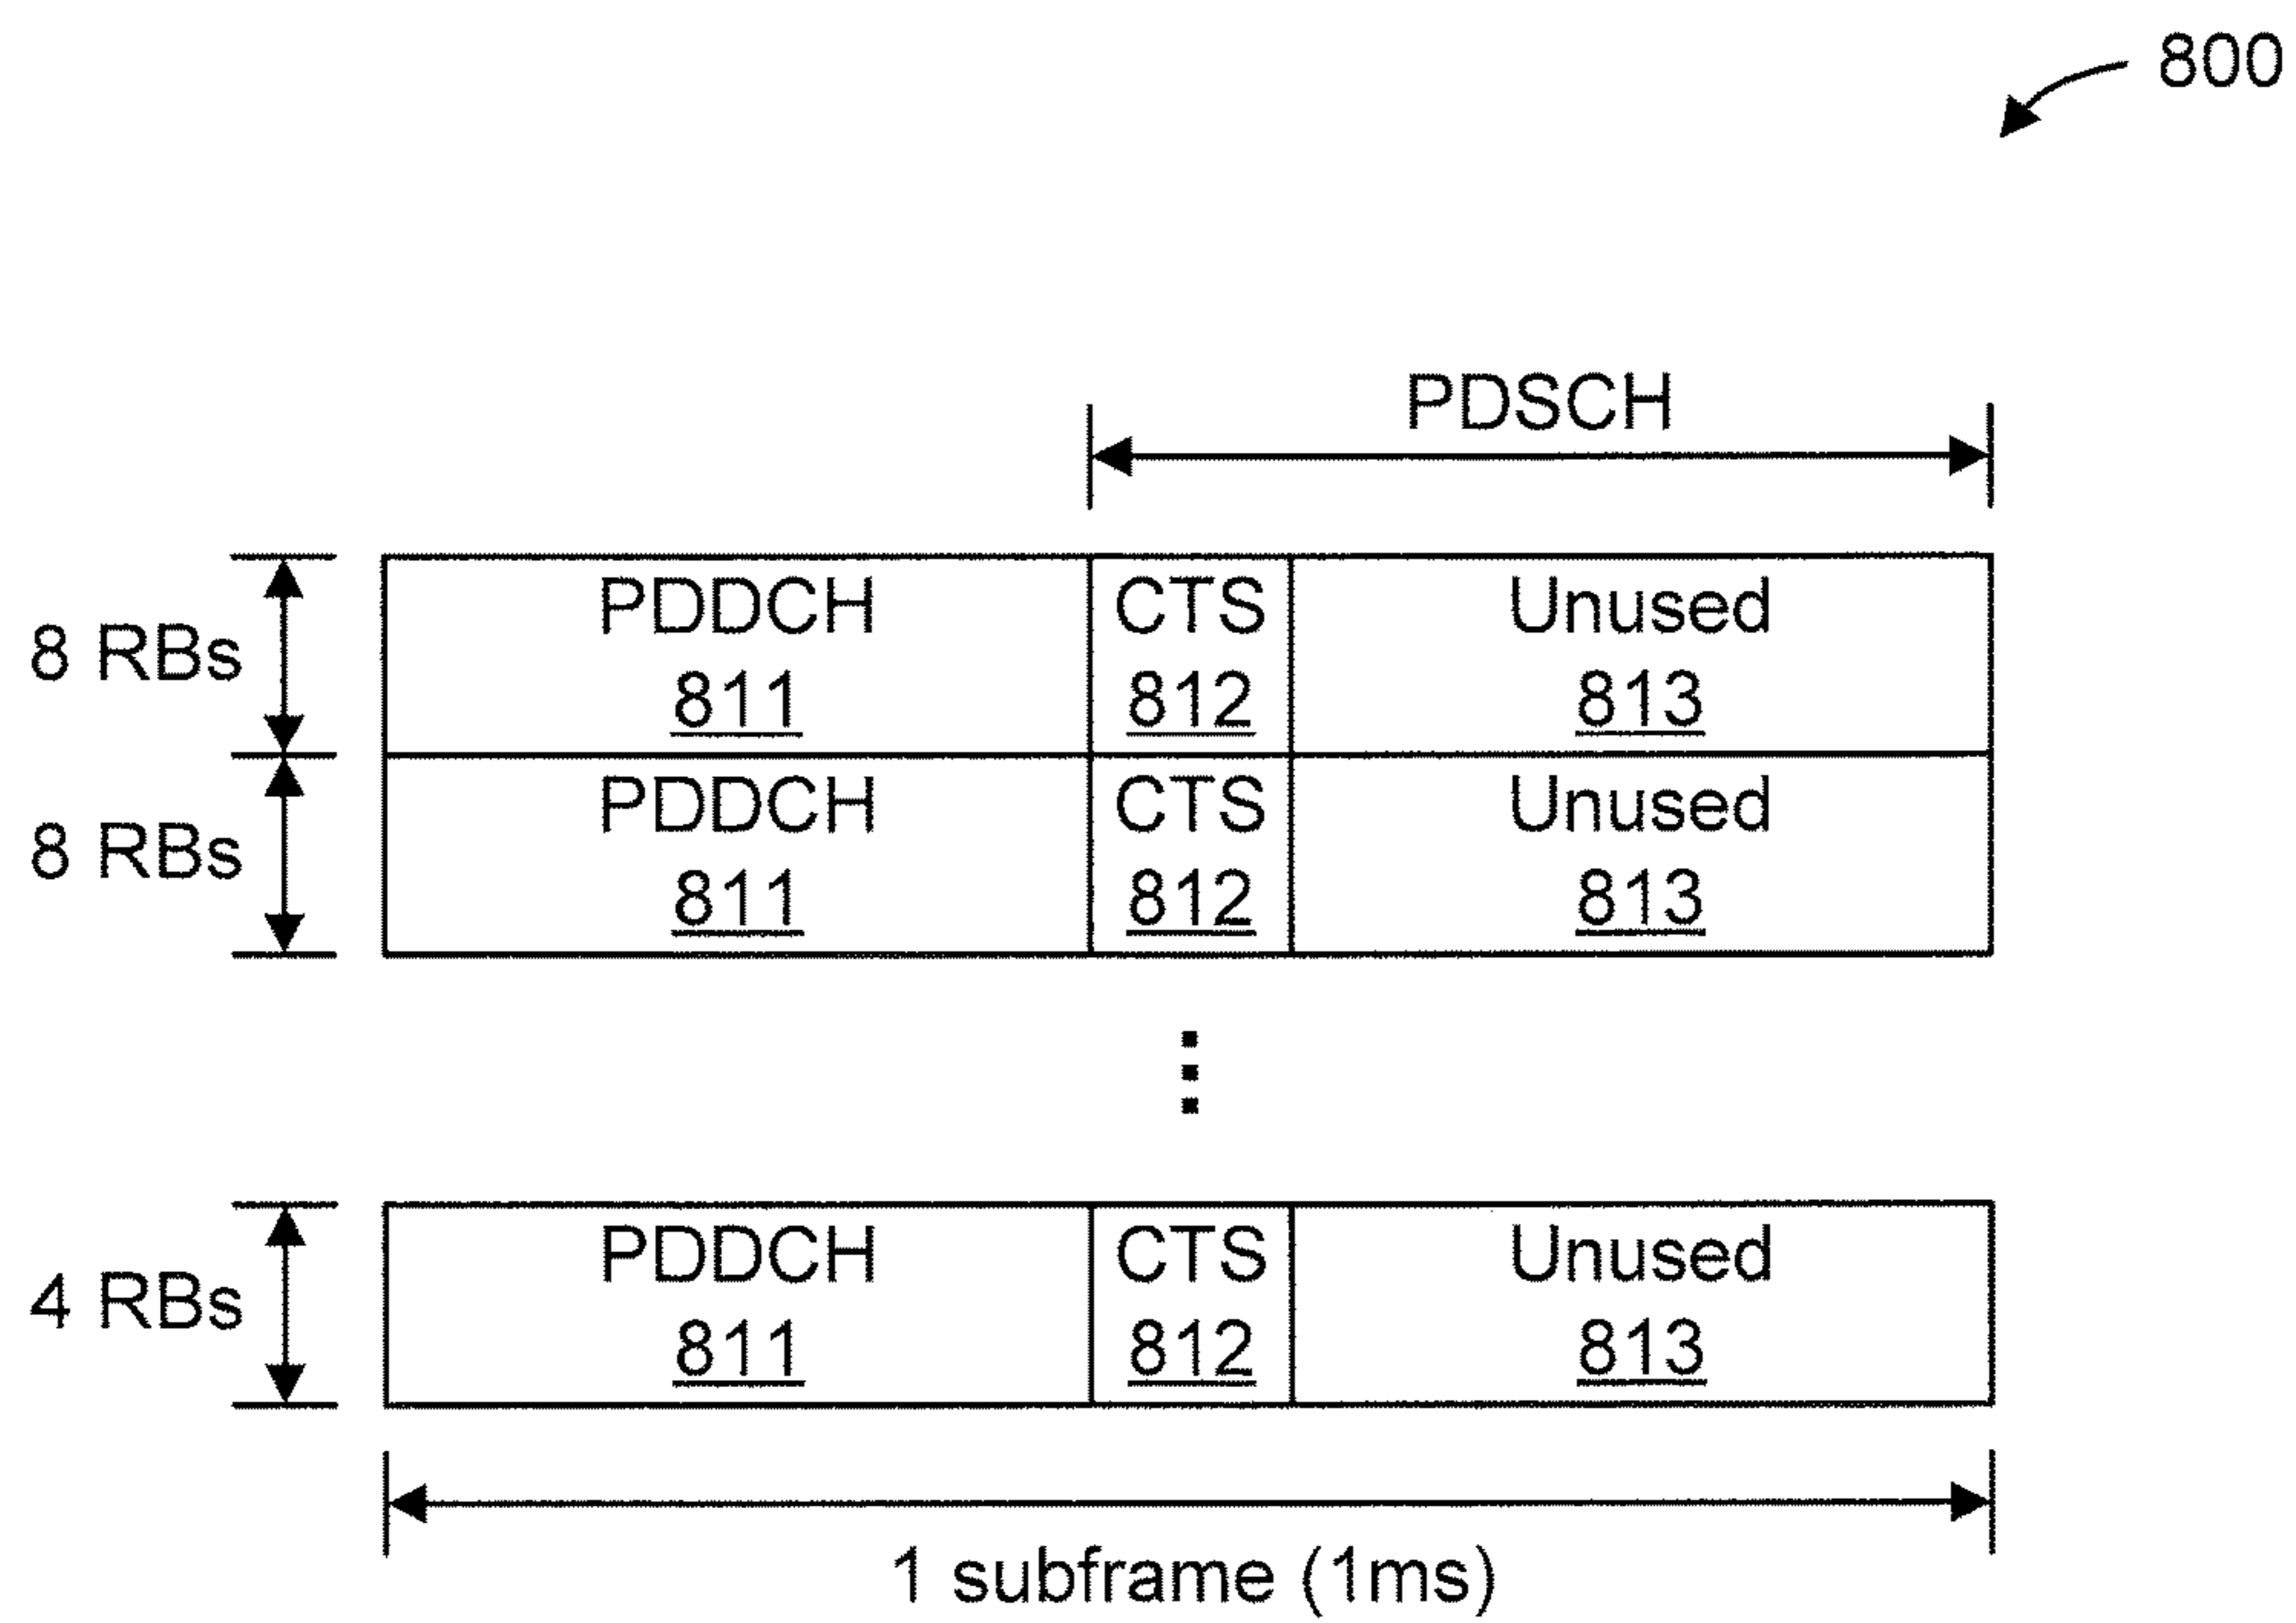 800
PDSCH
8 RBs
PDDCH
811
CTS
812
Unused
813
8 RBs
PDDCH
811
CTS
812
Unused
813
4 RBs
PDDCH
811
CTS
812
Unused
813
1 subframe (1ms)